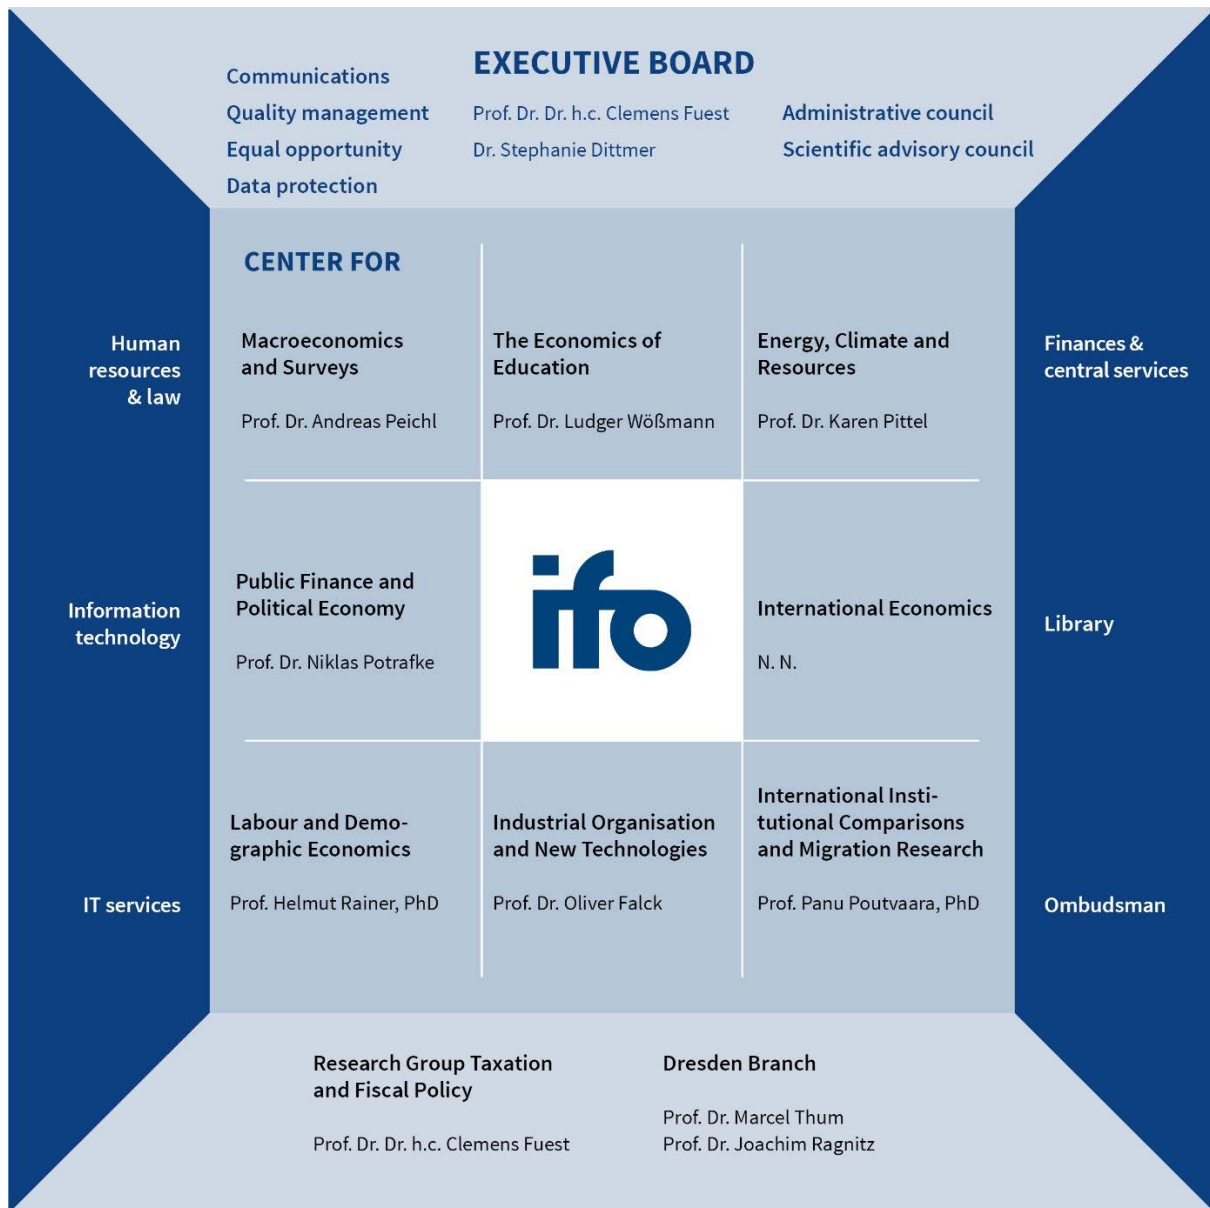 EXECUTIVE BOARD
Communications
Quality management
Equal opportunity
Data protection
Prof. Dr. Dr. h.c. Clemens Fuest
Dr. Stephanie Dittmer
Administrative council
Scientific advisory council
Human
resources
& law
Information
technology
IT services
CENTER FOR
Macroeconomics
and Surveys
Prof. Dr. Andreas Peichl
The Economics of
Education
Prof. Dr. Ludger Wößmann
Energy, Climate and
Resources
Prof. Dr. Karen Pittel
Public Finance and
Political Economy
Prof. Dr. Niklas Potrafke
ifo
International Economics
N. N.
Labour and Demo-
graphic Economics
Prof. Helmut Rainer, PhD
Industrial Organisation
and New Technologies
Prof. Dr. Oliver Falck
International Insti-
tutional Comparisons
and Migration Research
Prof. Panu Poutvaara, PhD
Finances &
central services
Library
Ombudsman
Research Group Taxation
and Fiscal Policy
Prof. Dr. Dr. h.c. Clemens Fuest
Dresden Branch
Prof. Dr. Marcel Thum
Prof. Dr. Joachim Ragnitz